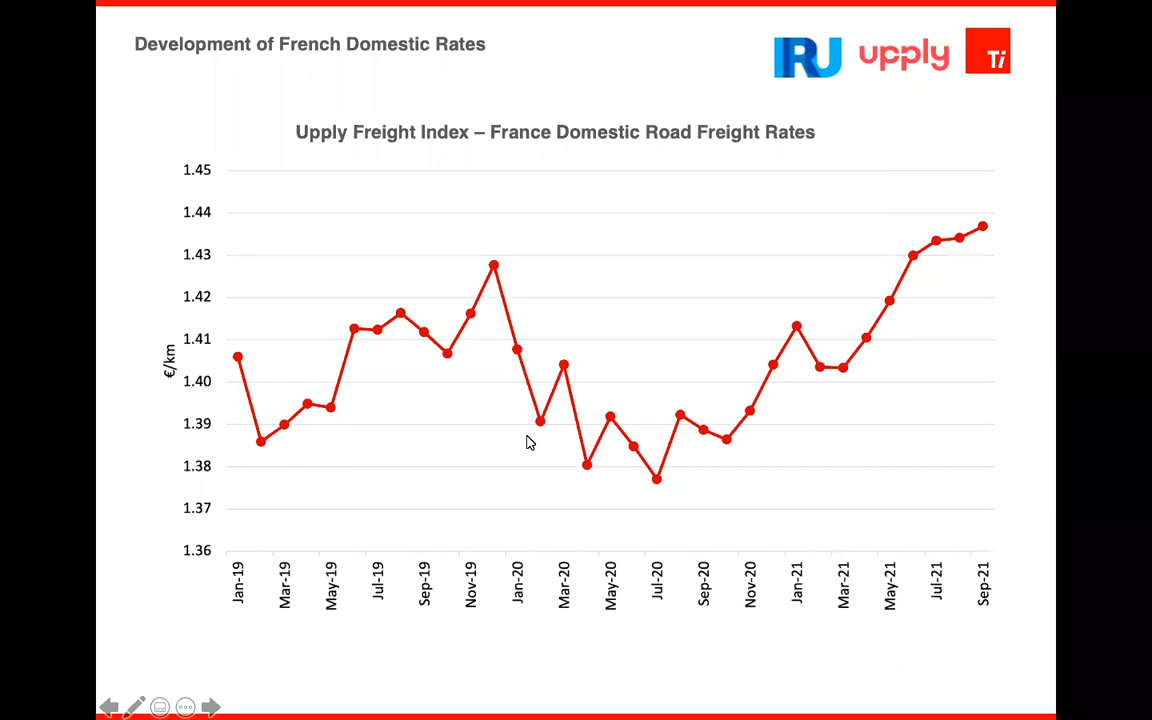 Development of French Domestic Rates
IRU upply Ti
Upply Freight Index – France Domestic Road Freight Rates
1.45
1.44
1.43
1.42
1.41
1.40
1.39
1.38
1.37
1.36
€/km
Jan-19 Mar-19 May-19 Jul-19 Sep-19 Nov-19 Jan-20 Mar-20 May-20 Jul-20 Sep-20 Nov-20 Jan-21 Mar-21 May-21 Jul-21 Sep-21